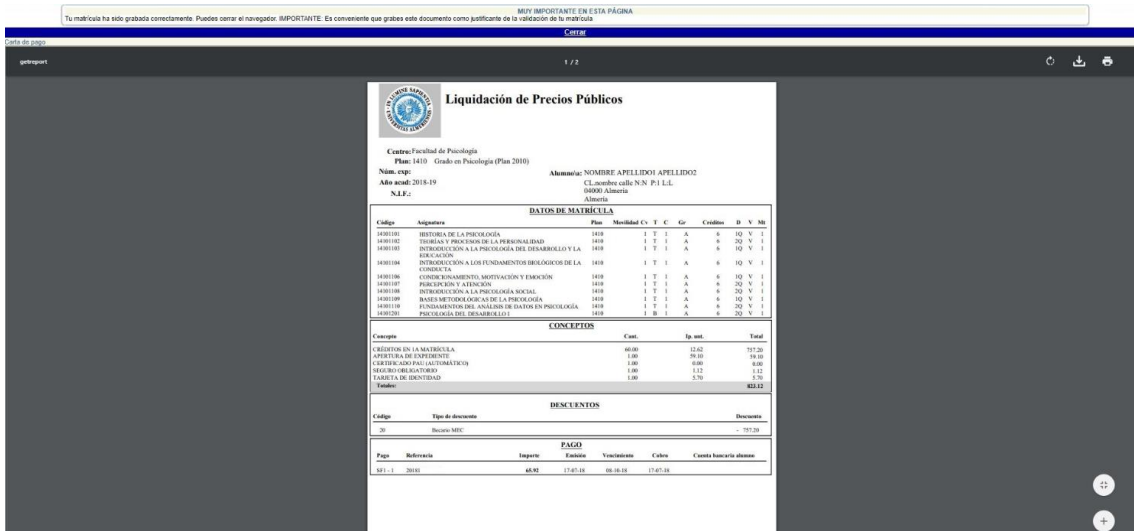 MUY IMPORTANTE EN ESTA PÁGINA
Tu matrícula ha sido grabada correctamente. Puedes cerrar el navegador. IMPORTANTE: Es conveniente que grabes este documento como justificante de la validación de tu matrícula
Cerrar
Carta de pago
getreport 1 / 2
Liquidación de Precios Públicos
Centro: Facultad de Psicología
Plan: 1410 Grado en Psicología (Plan 2010)
Núm. exp: Alumno/a: NOMBRE APELLIDO1 APELLIDO2
Año acad: 2018-19 CL.nombre calle N:N P:1 L:L
N.I.F.: 04000 Almería
Almería
DATOS DE MATRÍCULA
Código Asignatura Plan Movilidad Cv T C Gr Créditos D V Mt
14101101 HISTORIA DE LA PSICOLOGÍA 1410 1 T 1 A 6 1Q V 1
14101102 TEORÍAS Y PROCESOS DE LA PERSONALIDAD 1410 1 T 1 A 6 2Q V 1
14101103 INTRODUCCIÓN A LA PSICOLOGÍA DEL DESARROLLO Y LA 1410 1 T 1 A 6 1Q V 1
EDUCACIÓN
14101104 INTRODUCCIÓN A LOS FUNDAMENTOS BIOLÓGICOS DE LA 1410 1 T 1 A 6 1Q V 1
CONDUCTA
14101106 CONDICIONAMIENTO, MOTIVACIÓN Y EMOCIÓN 1410 1 T 1 A 6 2Q V 1
14101107 PERCEPCIÓN Y ATENCIÓN 1410 1 T 1 A 6 2Q V 1
14101108 INTRODUCCIÓN A LA PSICOLOGÍA SOCIAL 1410 1 T 1 A 6 2Q V 1
14101109 BASES METODOLÓGICAS DE LA PSICOLOGÍA 1410 1 T 1 A 6 1Q V 1
14101110 FUNDAMENTOS DEL ANÁLISIS DE DATOS EN PSICOLOGÍA 1410 1 T 1 A 6 2Q V 1
14101201 PSICOLOGÍA DEL DESARROLLO I 1410 1 B 1 A 6 2Q V 1
CONCEPTOS
Concepto Cant. Ip. unt. Total
CRÉDITOS EN 1A MATRÍCULA 60.00 12.62 757.20
APERTURA DE EXPEDIENTE 1.00 59.10 59.10
CERTIFICADO PAU (AUTOMÁTICO) 1.00 0.00 0.00
SEGURO OBLIGATORIO 1.00 1.12 1.12
TARJETA DE IDENTIDAD 1.00 5.70 5.70
Totales: 823.12
DESCUENTOS
Código Tipo de descuento Descuento
20 Becario MEC - 757.20
PAGO
Pago Referencia Importe Emisión Vencimiento Cobro Cuenta bancaria alumno
SF1 - 1 20181 65.92 17-07-18 08-10-18 17-07-18